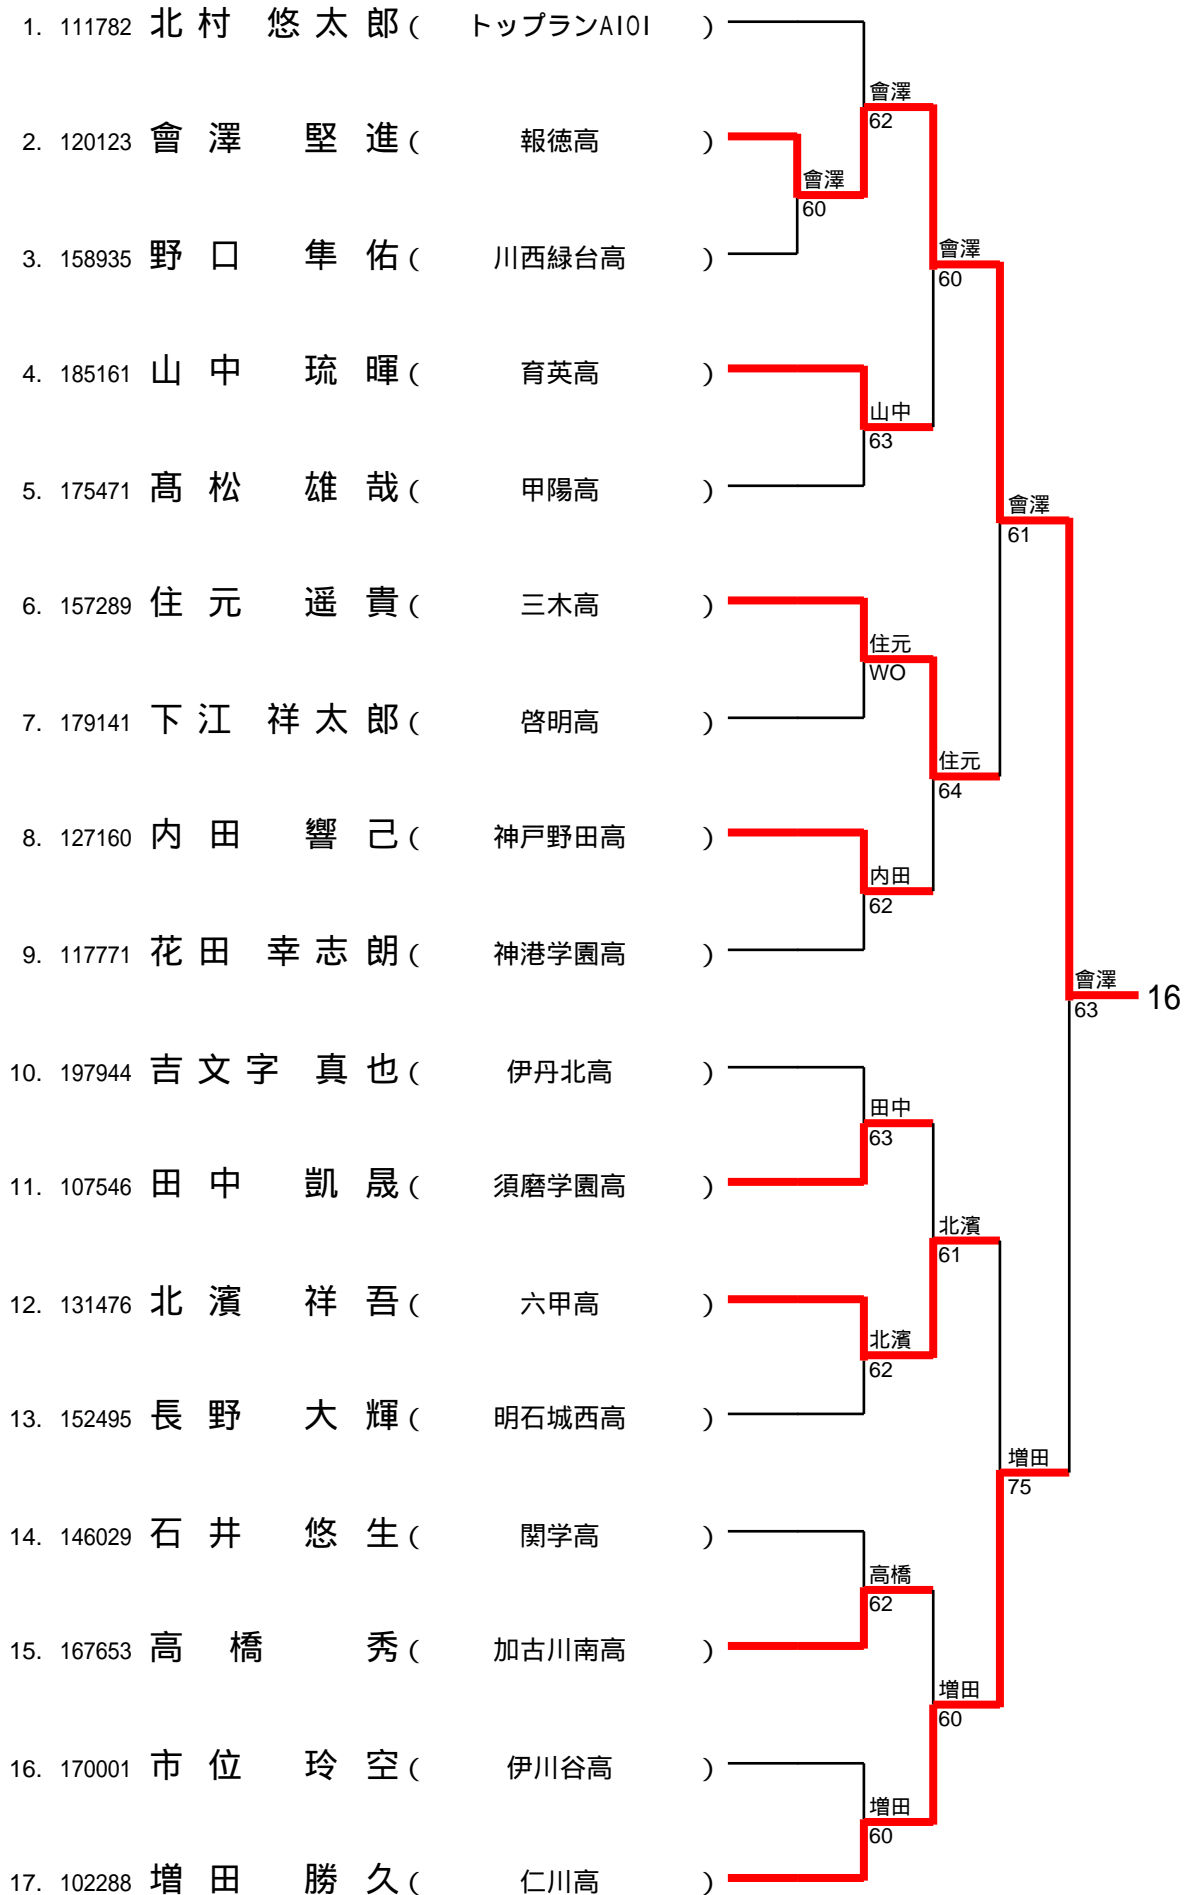 1. 111782 北村 悠太郎 ( トップランAIOI )
會澤
62
2. 120123 會澤 堅進 ( 報徳高 )
會澤
60
3. 158935 野口 隼佑 ( 川西緑台高 )
會澤
60
4. 185161 山中 琉暉 ( 育英高 )
山中
63
5. 175471 髙松 雄哉 ( 甲陽高 )
會澤
61
6. 157289 住元 遥貴 ( 三木高 )
住元
WO
7. 179141 下江 祥太郎 ( 啓明高 )
住元
64
8. 127160 内田 響己 ( 神戸野田高 )
内田
62
9. 117771 花田 幸志朗 ( 神港学園高 )
會澤
63
16
10. 197944 吉文字 真也 ( 伊丹北高 )
田中
63
11. 107546 田中 凱晟 ( 須磨学園高 )
北濱
61
12. 131476 北濱 祥吾 ( 六甲高 )
北濱
62
13. 152495 長野 大輝 ( 明石城西高 )
増田
75
14. 146029 石井 悠生 ( 関学高 )
高橋
62
15. 167653 高橋 秀 ( 加古川南高 )
増田
60
16. 170001 市位 玲空 ( 伊川谷高 )
増田
60
17. 102288 増田 勝久 ( 仁川高 )